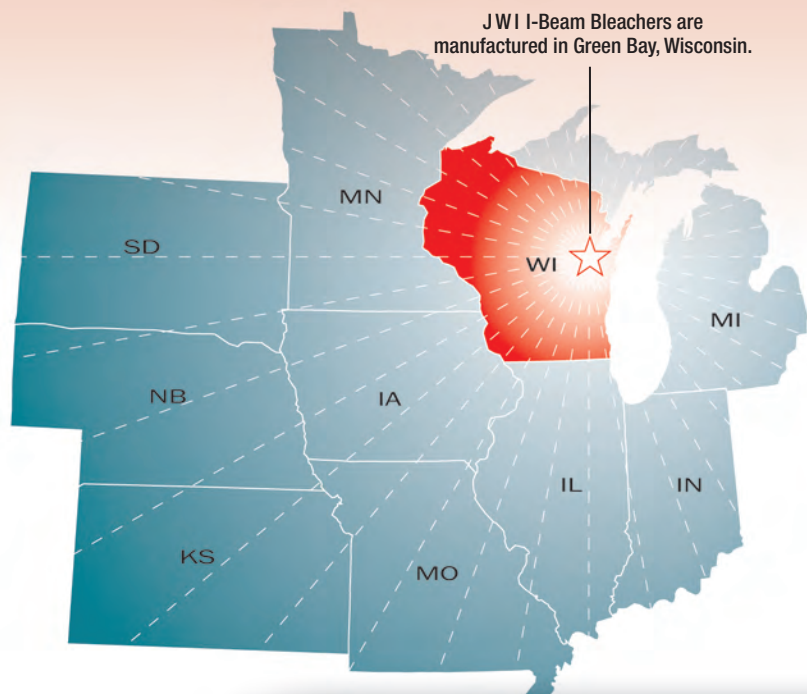 JWI I-Beam Bleachers are
manufactured in Green Bay, Wisconsin.
MN
SD
WI
MI
NB
IA
IL
IN
KS
MO